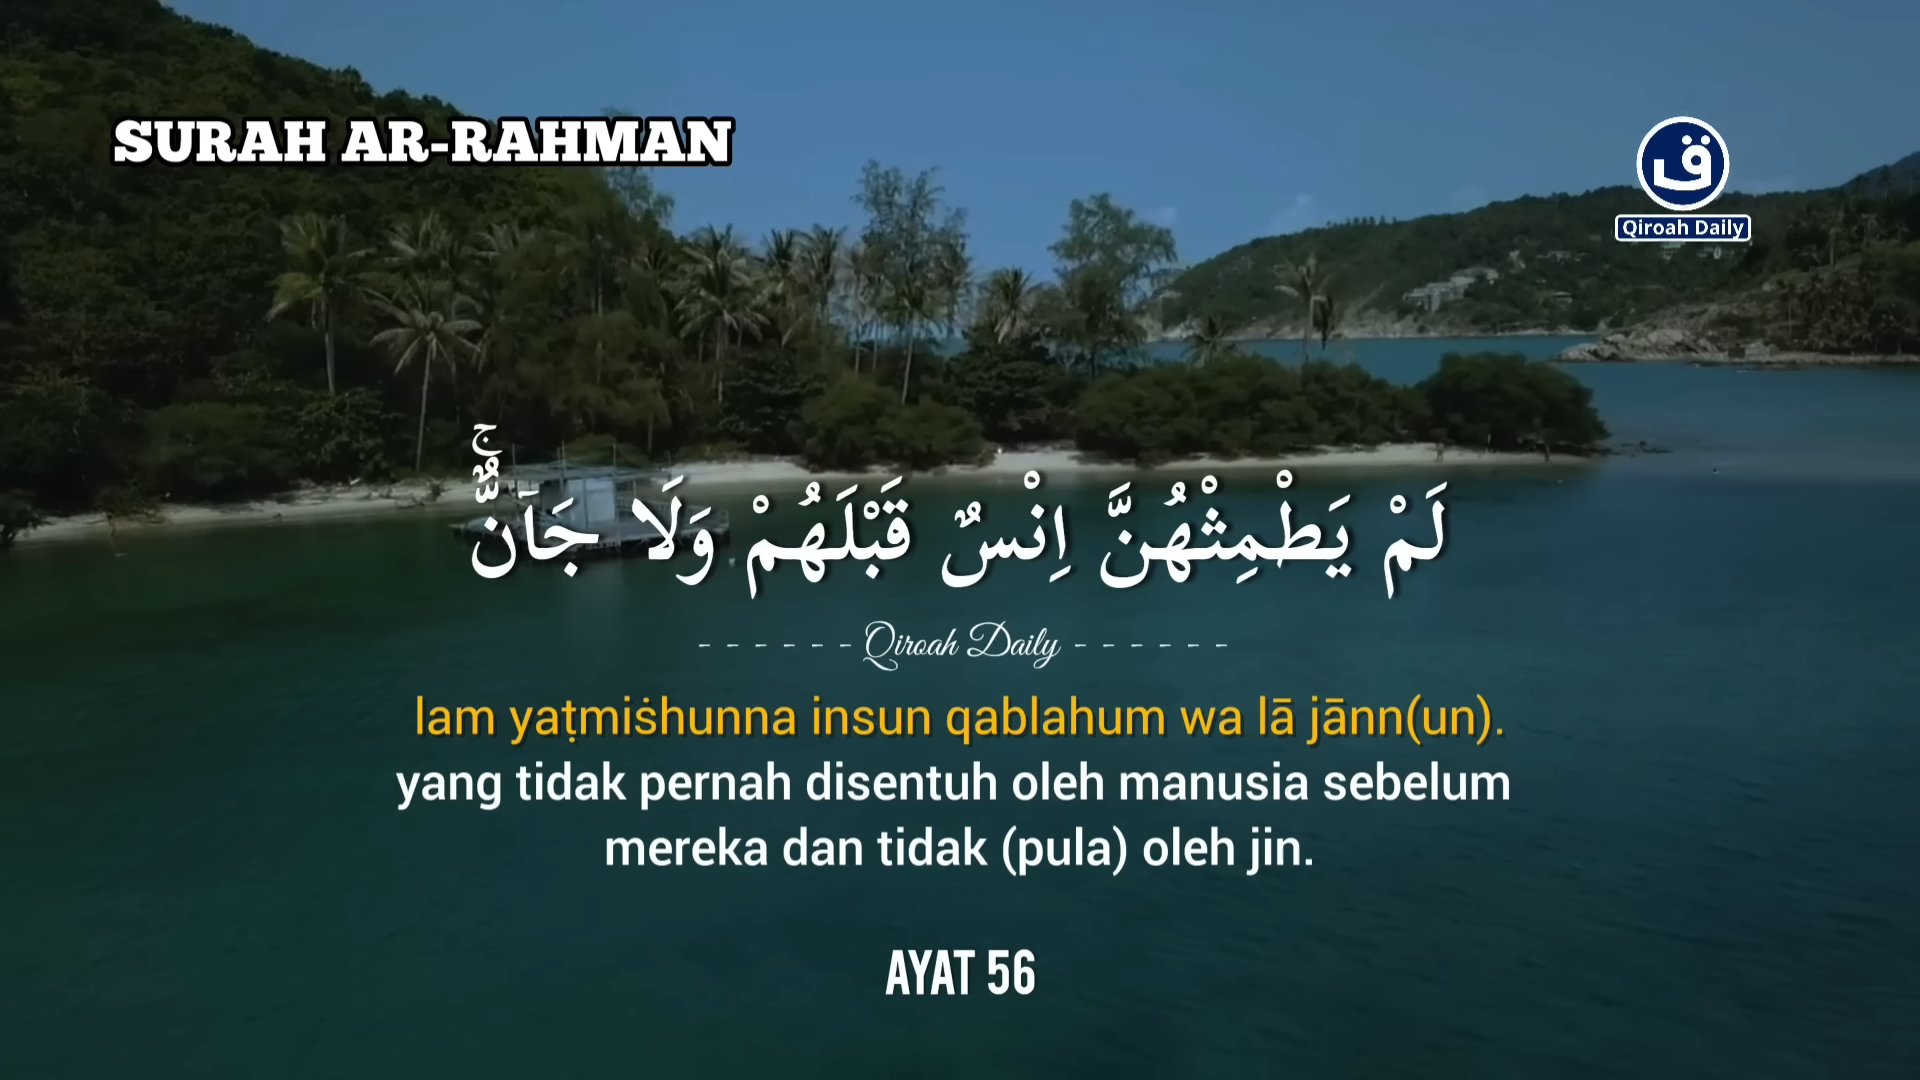 SURAH AR-RAHMAN
ق
Qiroah Daily
لَمْ يَطْمِثْهُنَّ اِنْسٌ قَبْلَهُمْ وَلَا جَاۤنٌّۚ
- - - - - - Qiroah Daily - - - - - -
lam yaṭmiṡhunna insun qablahum wa lā jānn(un).
yang tidak pernah disentuh oleh manusia sebelum
mereka dan tidak (pula) oleh jin.
AYAT 56